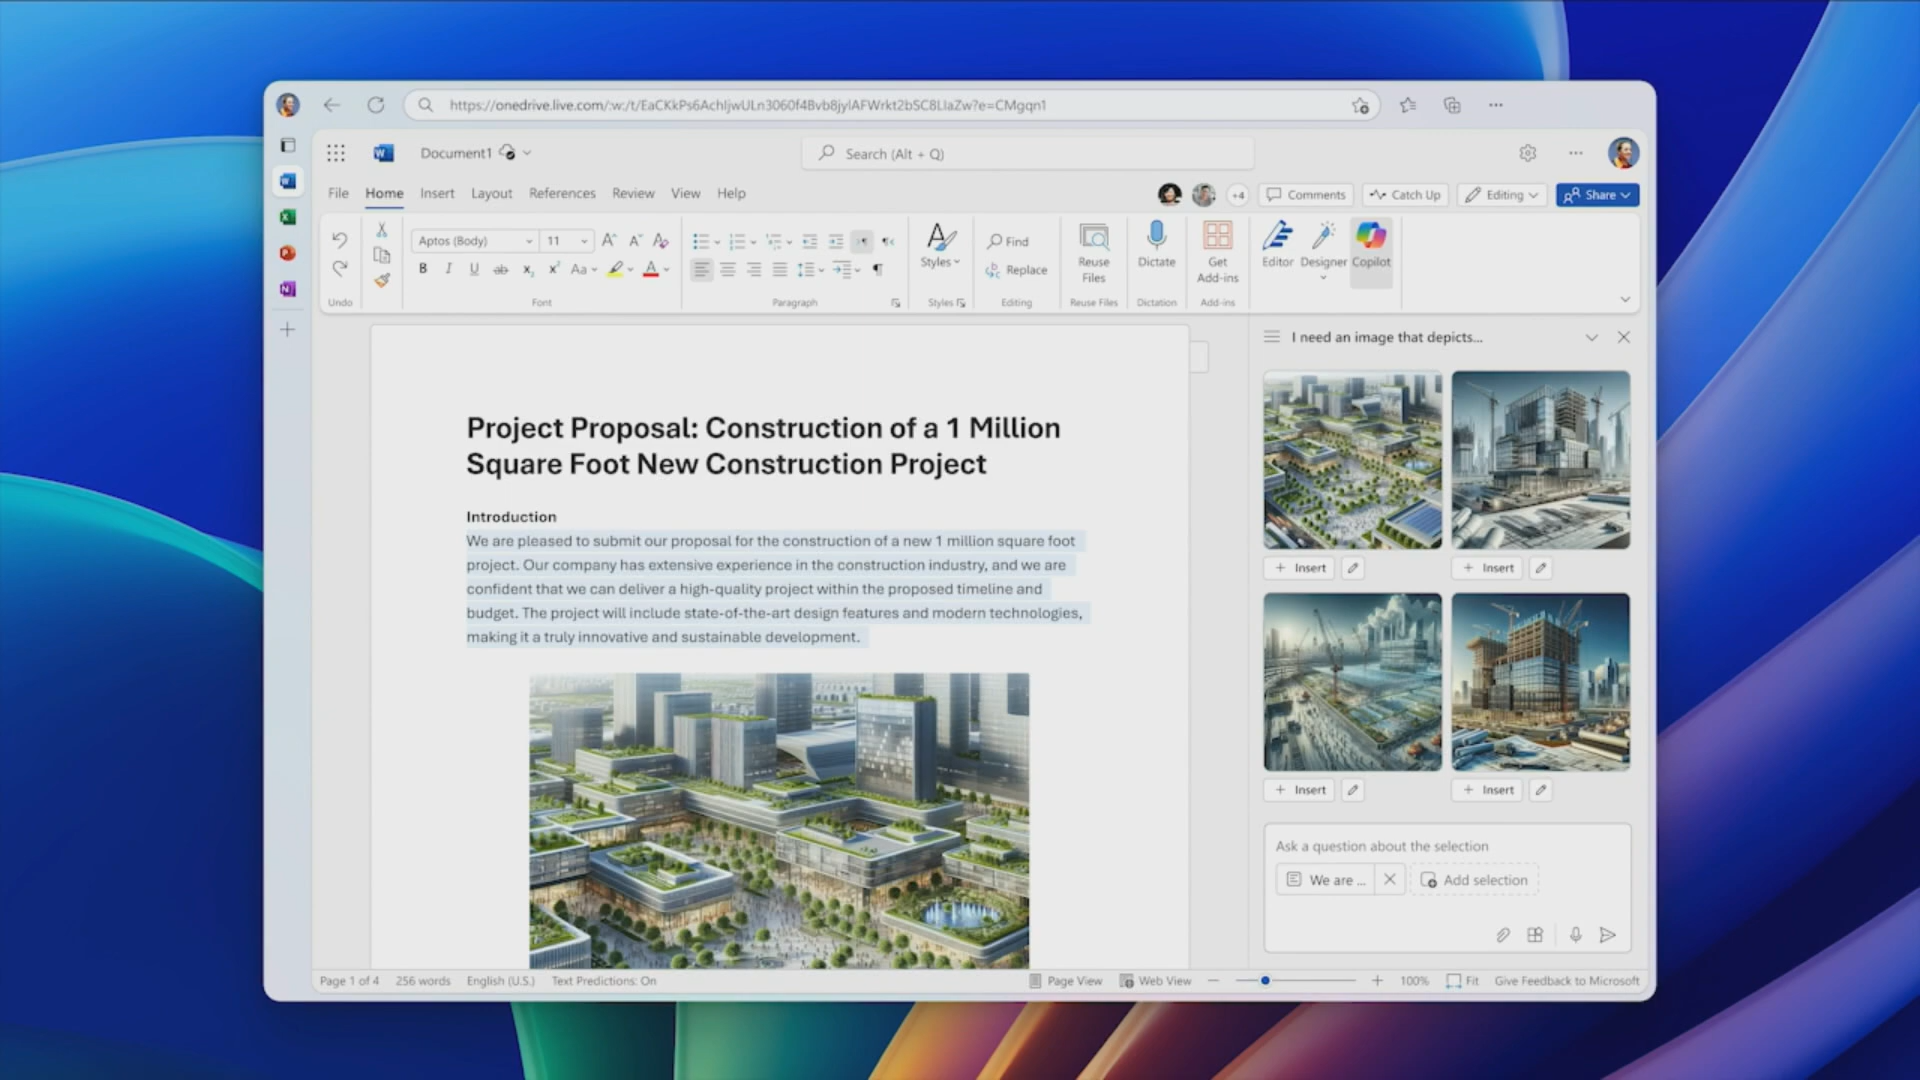 https://onedrive.live.com/:w:/t/EaCKkPs6AchIjwULn3060f4Bvb8jylAFWrkt2bSC8LIaZw?e=CMgqn1
Document1
Search (Alt + Q)
File Home Insert Layout References Review View Help
+4 Comments Catch Up Editing Share
Aptos (Body) 11
Find
Replace
Styles
Reuse Files
Dictate
Get Add-ins
Editor Designer Copilot
Undo Font Paragraph Styles Editing Reuse Files Dictation Add-ins
I need an image that depicts...
Project Proposal: Construction of a 1 Million
Square Foot New Construction Project
Introduction
We are pleased to submit our proposal for the construction of a new 1 million square foot
project. Our company has extensive experience in the construction industry, and we are
confident that we can deliver a high-quality project within the proposed timeline and
budget. The project will include state-of-the-art design features and modern technologies,
making it a truly innovative and sustainable development.
Insert Insert
Insert Insert
Ask a question about the selection
We are ... Add selection
Page 1 of 4 256 words English (U.S.) Text Predictions: On Page View Web View 100% Fit Give Feedback to Microsoft